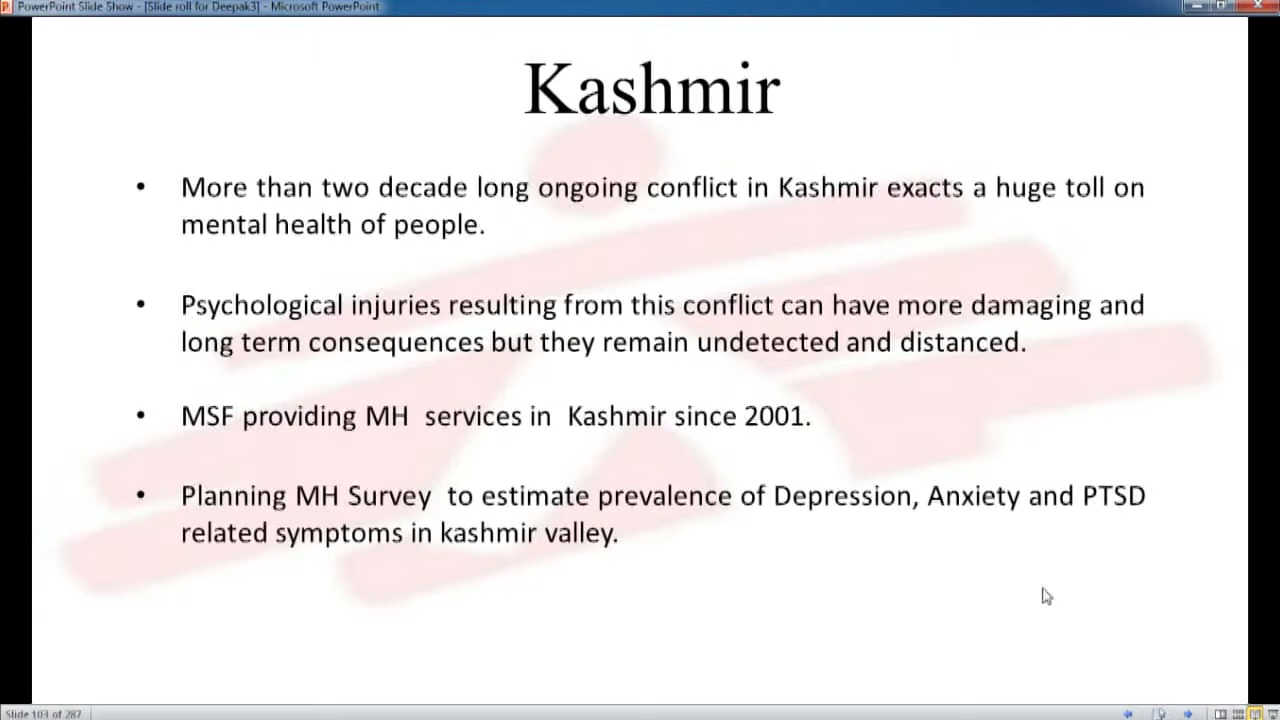 PowerPoint Slide Show - [Slide roll for Deepak3] - Microsoft PowerPoint
Kashmir
• More than two decade long ongoing conflict in Kashmir exacts a huge toll on
mental health of people.
• Psychological injuries resulting from this conflict can have more damaging and
long term consequences but they remain undetected and distanced.
• MSF providing MH services in Kashmir since 2001.
• Planning MH Survey to estimate prevalence of Depression, Anxiety and PTSD
related symptoms in kashmir valley.
Slide 103 of 287